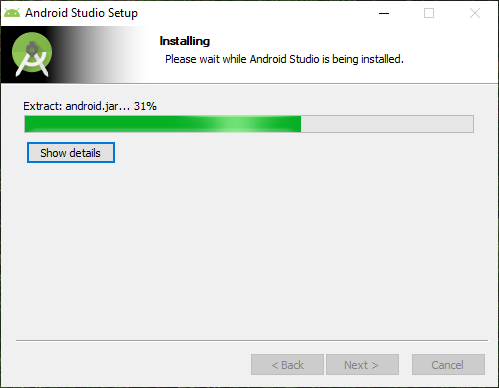 Android Studio Setup
Installing
Please wait while Android Studio is being installed.
Extract: android.jar... 31%
Show details
< Back
Next >
Cancel